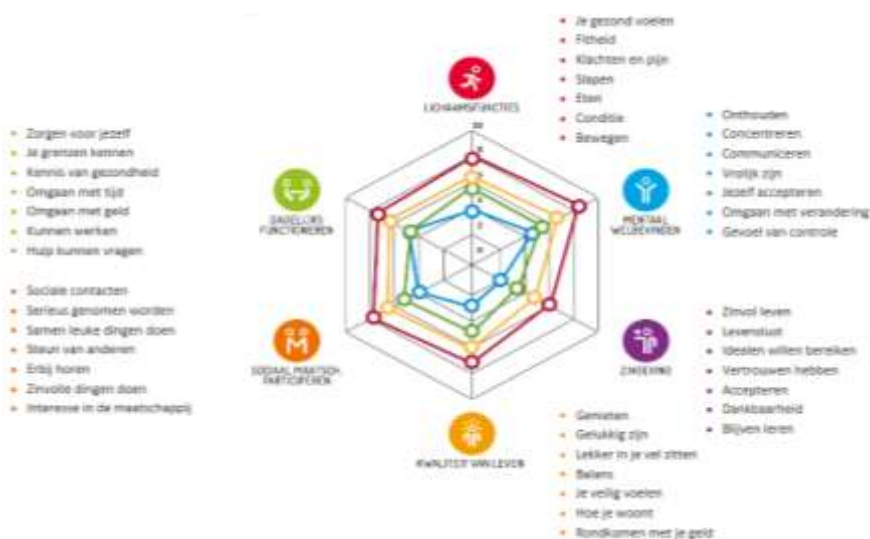 Je gezond voelen
Fitheid
Klachten en pijn
Slapen
Eten
Conditie
Bewegen
LICHAAMSFUNCTIES
Onthouden
Concentreren
Communiceren
Vrolijk zijn
Jezelf accepteren
Omgaan met verandering
Gevoel van controle
MENTAAL
WELBEVINDEN
Zinvol leven
Levenslust
Idealen willen bereiken
Vertrouwen hebben
Accepteren
Dankbaarheid
Blijven leren
ZINGEVING
Genieten
Gelukkig zijn
Lekker in je vel zitten
Balans
Je veilig voelen
Hoe je woont
Rondkomen met je geld
KWALITEIT VAN LEVEN
Sociale contacten
Serieus genomen worden
Samen leuke dingen doen
Steun van anderen
Erbij horen
Zinvolle dingen doen
Interesse in de maatschappij
SOCIAAL MAATSCH.
PARTICIPEREN
Zorgen voor jezelf
Je grenzen kennen
Kennis van gezondheid
Omgaan met tijd
Omgaan met geld
Kunnen werken
Hulp kunnen vragen
DAGELIJKS
FUNCTIONEREN
10
8
2
0